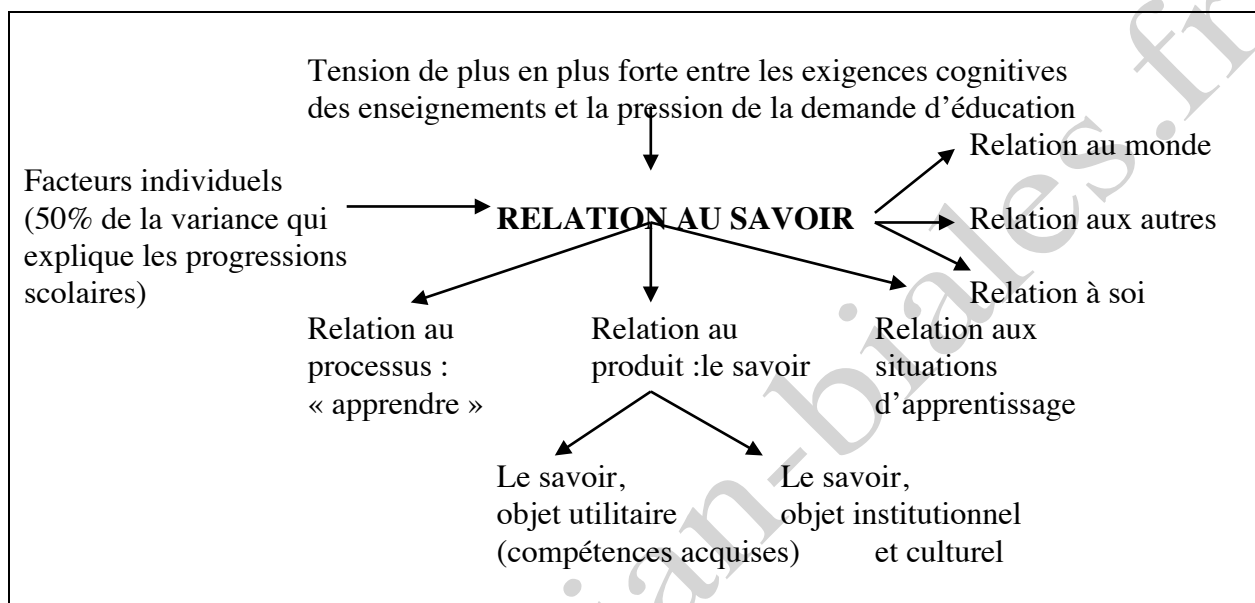 Tension de plus en plus forte entre les exigences cognitives
des enseignements et la pression de la demande d'éducation
Relation au monde
Facteurs individuels
(50% de la variance qui
explique les progressions
scolaires)
RELATION AU SAVOIR
Relation aux autres
Relation à soi
Relation au
processus :
« apprendre »
Relation au
produit :le savoir
Relation aux
situations
d'apprentissage
Le savoir,
objet utilitaire
(compétences acquises)
Le savoir,
objet institutionnel
et culturel
ian-biales.fr